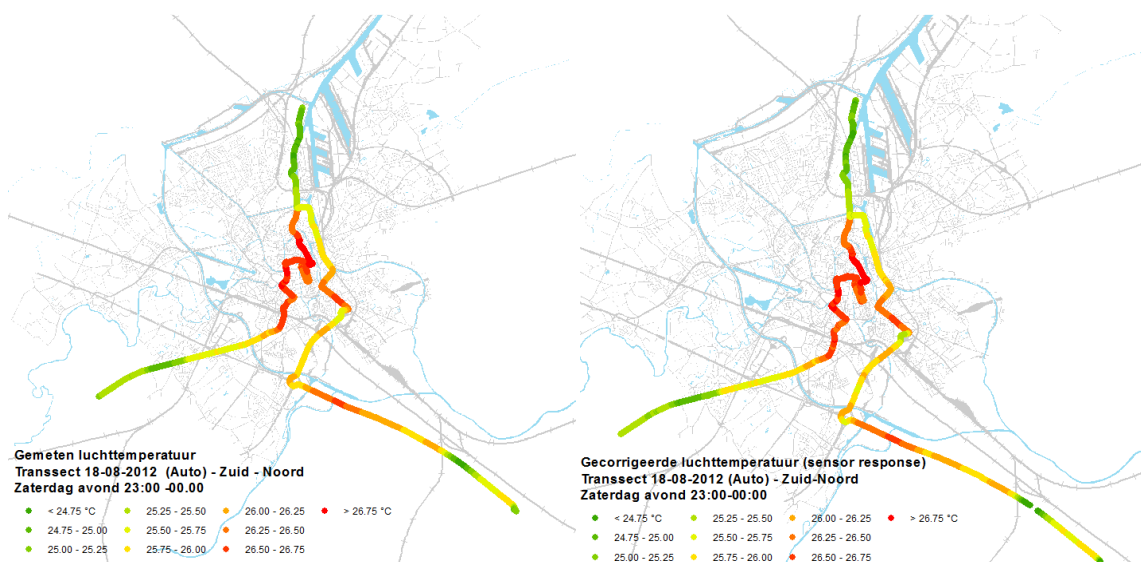 Gemeten luchttemperatuur
Transsect 18-08-2012 (Auto) - Zuid - Noord
Zaterdag avond 23:00 -00.00
< 24.75 °C 25.25 - 25.50 26.00 - 26.25 > 26.75 °C
24.75 - 25.00 25.50 - 25.75 26.25 - 26.50
25.00 - 25.25 25.75 - 26.00 26.50 - 26.75
Gecorrigeerde luchttemperatuur (sensor response)
Transsect 18-08-2012 (Auto) - Zuid-Noord
Zaterdag avond 23:00-00:00
< 24.75 °C 25.25 - 25.50 26.00 - 26.25 > 26.75 °C
24.75 - 25.00 25.50 - 25.75 26.25 - 26.50
25.00 - 25.25 25.75 - 26.00 26.50 - 26.75